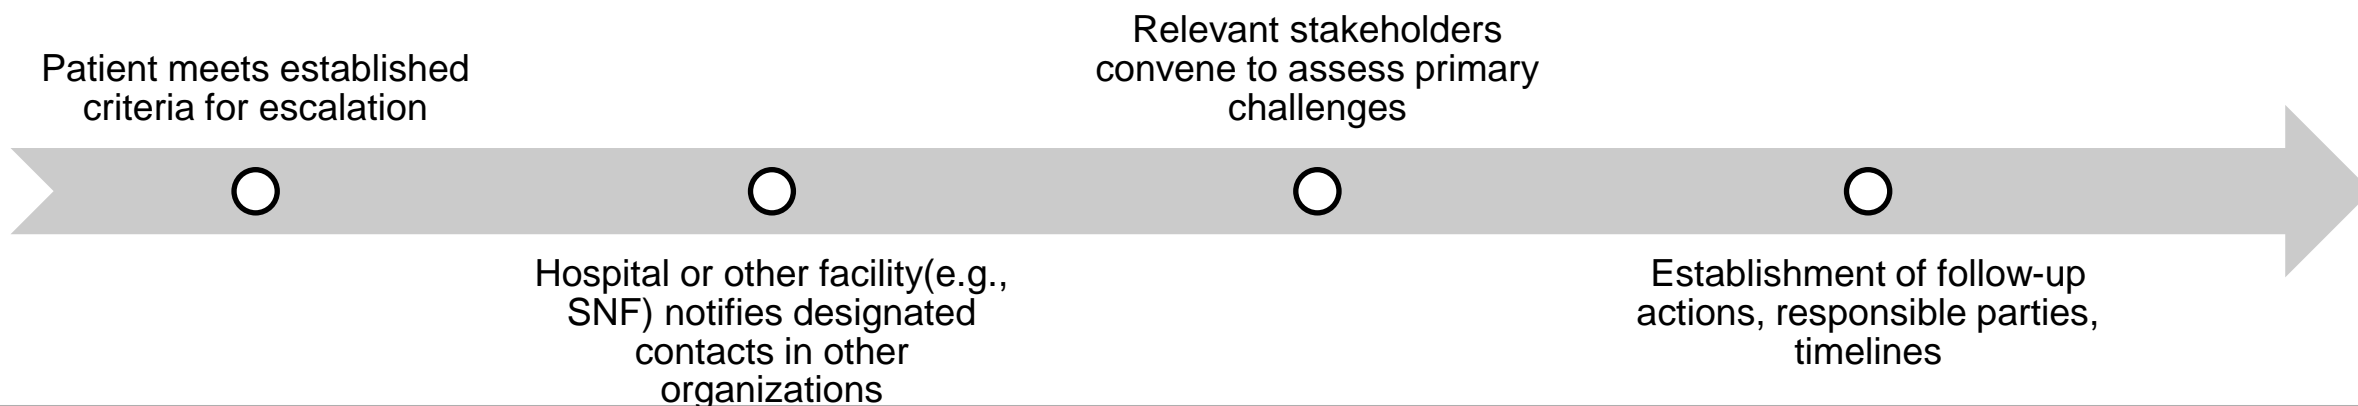 Patient meets established
criteria for escalation
Hospital or other facility(e.g.,
SNF) notifies designated
contacts in other
organizations
Relevant stakeholders
convene to assess primary
challenges
Establishment of follow-up
actions, responsible parties,
timelines